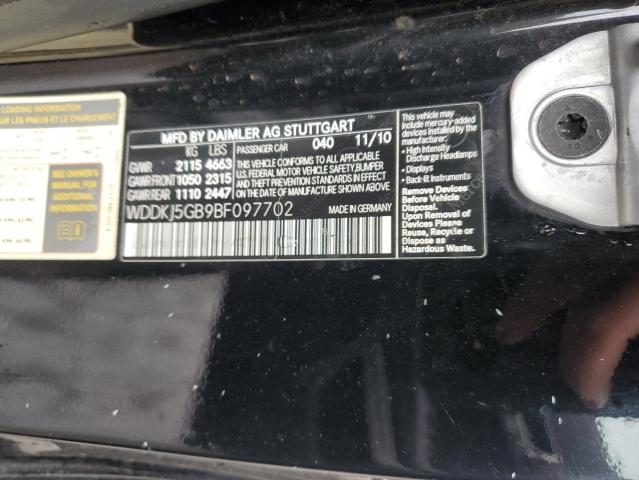 LOADING INFORMATION
UR LES PNEUS ET LE CHARGEMENT
SEE OWNER'S
MFD BY DAIMLER AG STUTTGART
KG LBS
PASSENGER CAR 040 11/10
GVWR 2115 4663
GAWR FRONT 1050 2315
GAWR REAR 1110 2447
THIS VEHICLE CONFORMS TO ALL APPLICABLE
U.S. FEDERAL MOTOR VEHICLE SAFETY, BUMPER
AND THEFT PREVENTION STANDARDS IN EFFECT
ON THE DATE OF MANUFACTURE SHOWN ABOVE.
WDDKJ5GB9BF097702
MADE IN GERMANY
This vehicle may
include mercury-added
devices installed by
the manufacturer:
• High Intensity
Discharge Headlamps
• Displays
• Back-lit Instruments
Remove Devices
Before Vehicle
Disposal.
Upon Removal of
Devices Please
Reuse, Recycle or
Dispose as
Hazardous Waste.